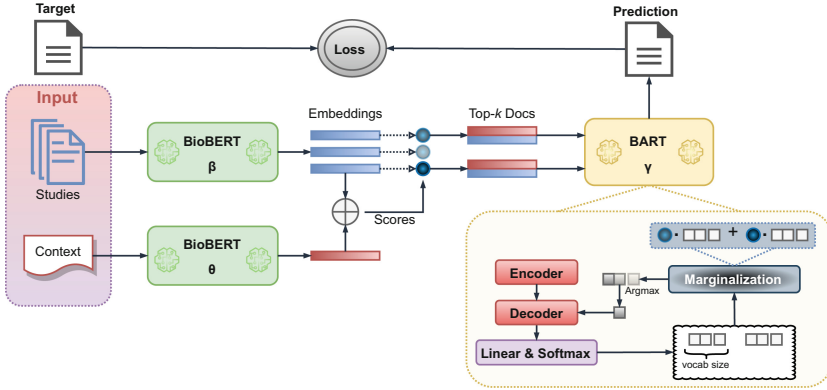 Target
Prediction
Loss
Input
Studies
Context
BioBERT
β
BioBERT
θ
Embeddings
Scores
Top-k Docs
BART
γ
+
Encoder
Decoder
Linear & Softmax
Argmax
Marginalization
vocab size